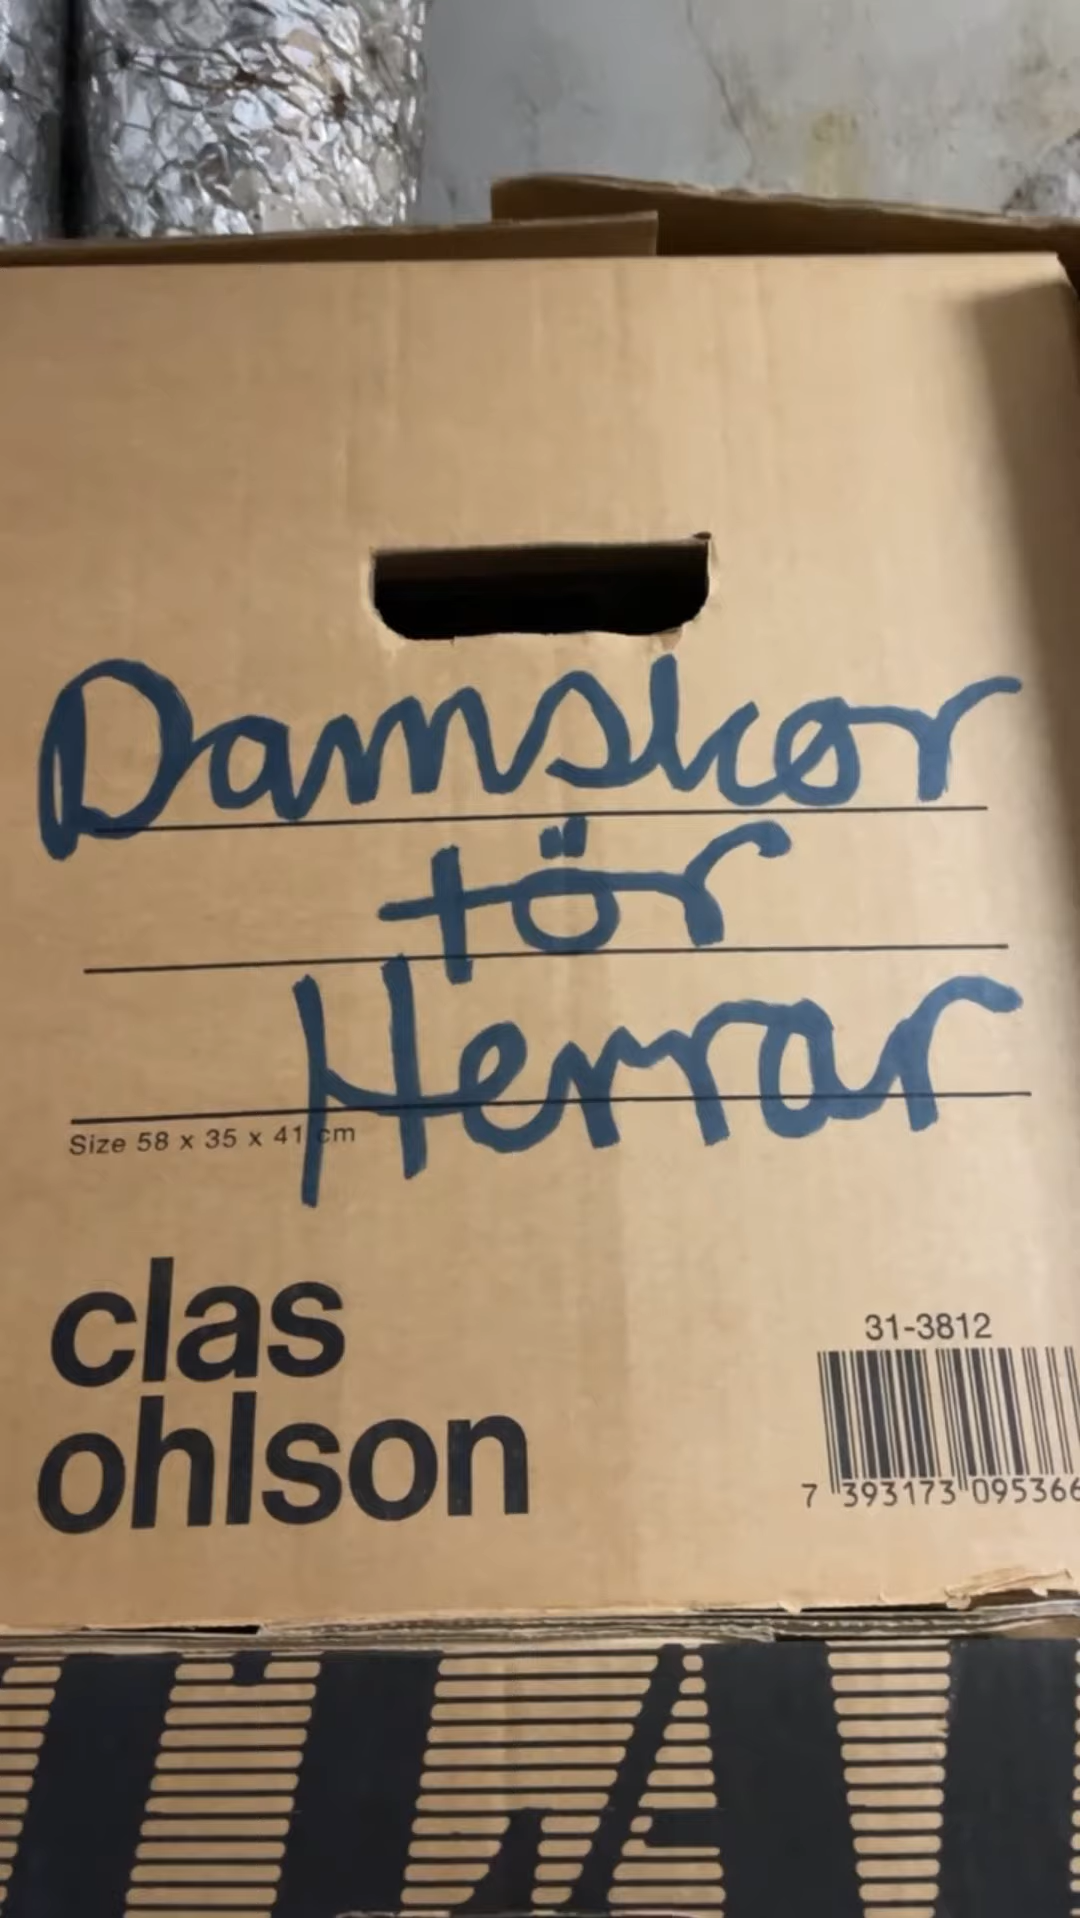 Damskor
för
Herrar
Size 58 x 35 x 41 cm
clas
ohlson
31-3812
7 393173 095366